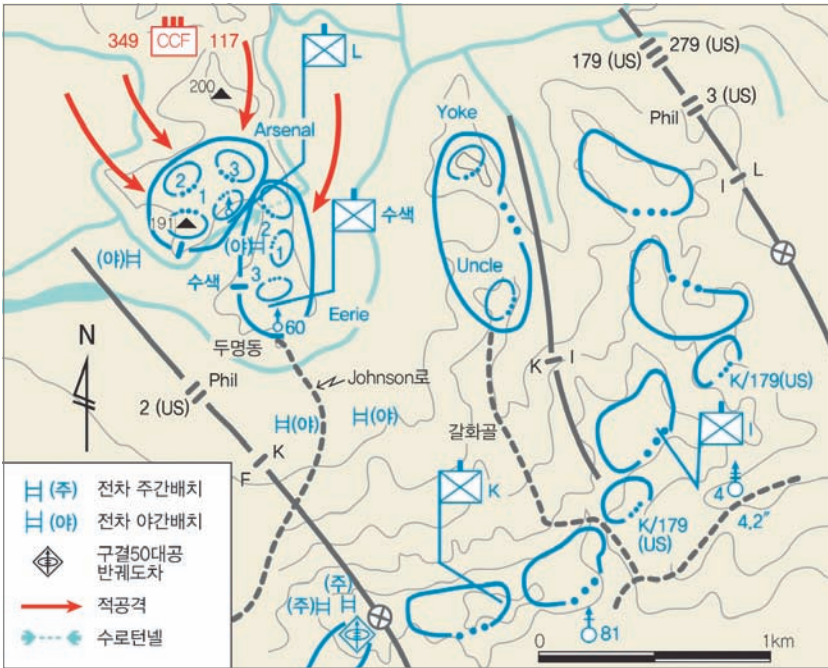 349 CCF 117
200
L
279 (US)
179 (US)
Phil 3 (US)
L
I
Arsenal
Yoke
3
2
1
191
(야)
수색
2
(야)
1
수색
3
60
Eerie
Uncle
두명동
Johnson로
N
Phil
2 (US)
(야)
(야)
K I
K/179(US)
갈화골
I
K
F
K
4
4.2″
K/179
(US)
(주)
(주)
81
0 1km
(주) 전차 주간배치
(야) 전차 야간배치
구결50대공
반궤도차
적공격
수로턴넬